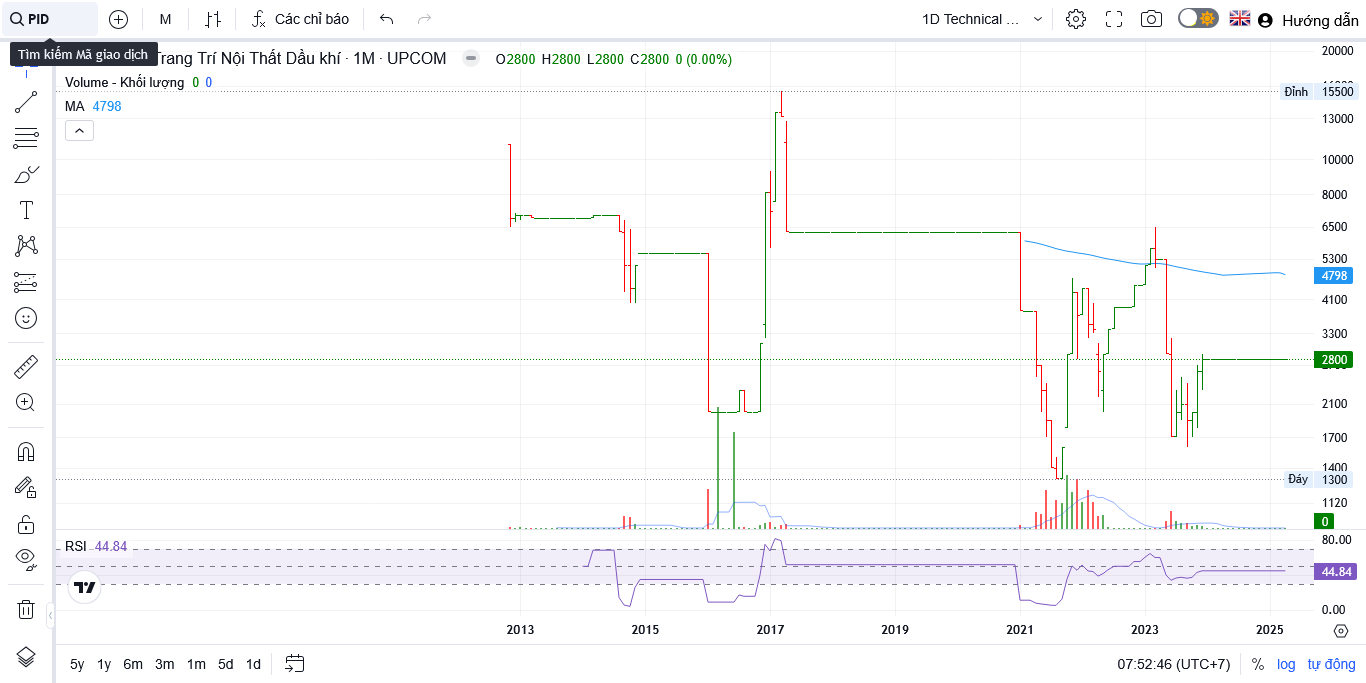 PID
M
Các chỉ báo
1D Technical ...
Hướng dẫn
Tìm kiếm Mã giao dịch
Trang Trí Nội Thất Dầu khí · 1M · UPCOM
O2800 H2800 L2800 C2800 0 (0.00%)
Volume - Khối lượng 0 0
MA 4798
20000
Đỉnh 15500
13000
10000
8000
6500
5300
4798
4100
3300
2800
2100
1700
1400
Đáy 1300
1120
0
RSI 44.84
80.00
44.84
0.00
2013 2015 2017 2019 2021 2023 2025
5y 1y 6m 3m 1m 5d 1d
07:52:46 (UTC+7) % log tự động